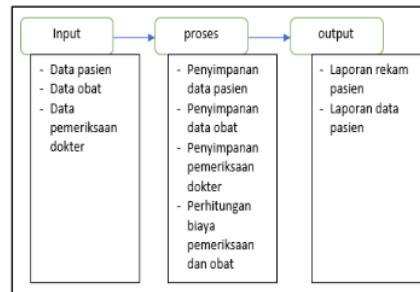 Input
proses
output
- Data pasien
- Data obat
- Data
pemeriksaan
dokter
- Penyimpanan
data pasien
- Penyimpanan
data obat
- Penyimpanan
pemeriksaan
dokter
- Perhitungan
biaya
pemeriksaan
dan obat
- Laporan rekam
pasien
- Laporan data
pasien